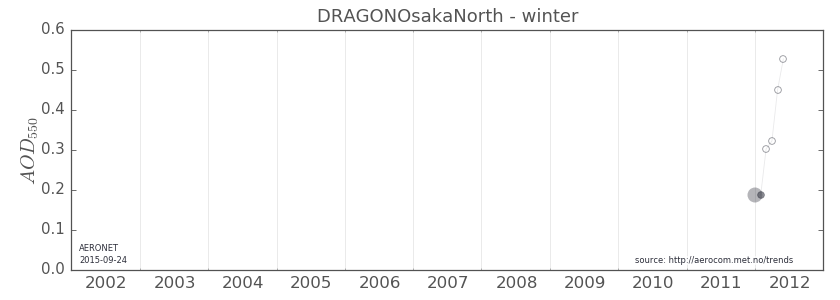 DRAGONOsakaNorth - winter
0.6
0.5
0.4
0.3
0.2
0.1
0.0
AOD550
AERONET
2015-09-24
source: http://aerocom.met.no/trends
2002 2003 2004 2005 2006 2007 2008 2009 2010 2011 2012